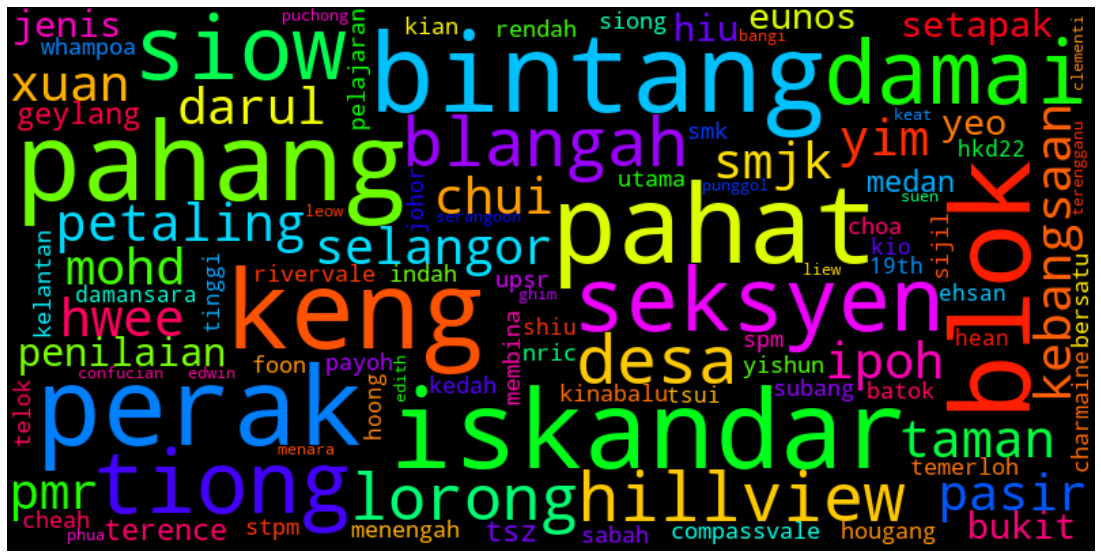 jenis
puchong
kian
rendah
siong
hiu
bangi
eunos
setapak
clementi
whampoa
siow
pelajaran
bintang
damai
xuan
geylang
darul
pahang
blangah
smk
smjk
yim
keat
yeo
hkd22
kebangsaan
terengganu
chui
utama
punggol
medan
suen
blok
johor
leow
serangoon
petaling
selangor
pahat
choa
kio
sijil
kelantan
mohd
tinggi
rivervale
indah
upsr
liew
19th
ehsan
bersatu
damansara
keng
ghim
seksyen
hwee
shiu
spm
hean
penilaian
foon
payoh
membina
nric
desa
yishun
ipoh
charmaine
confucian
edwin
edith
kedah
kinabalu
tsui
subang
batok
telok
perak
hoong
iskandar
taman
menara
temerloh
pmr
tiong
lorong
hillview
pasir
cheah
phua
terence
stpm
menengah
tsz
sabah
compassvale
hougang
bukit